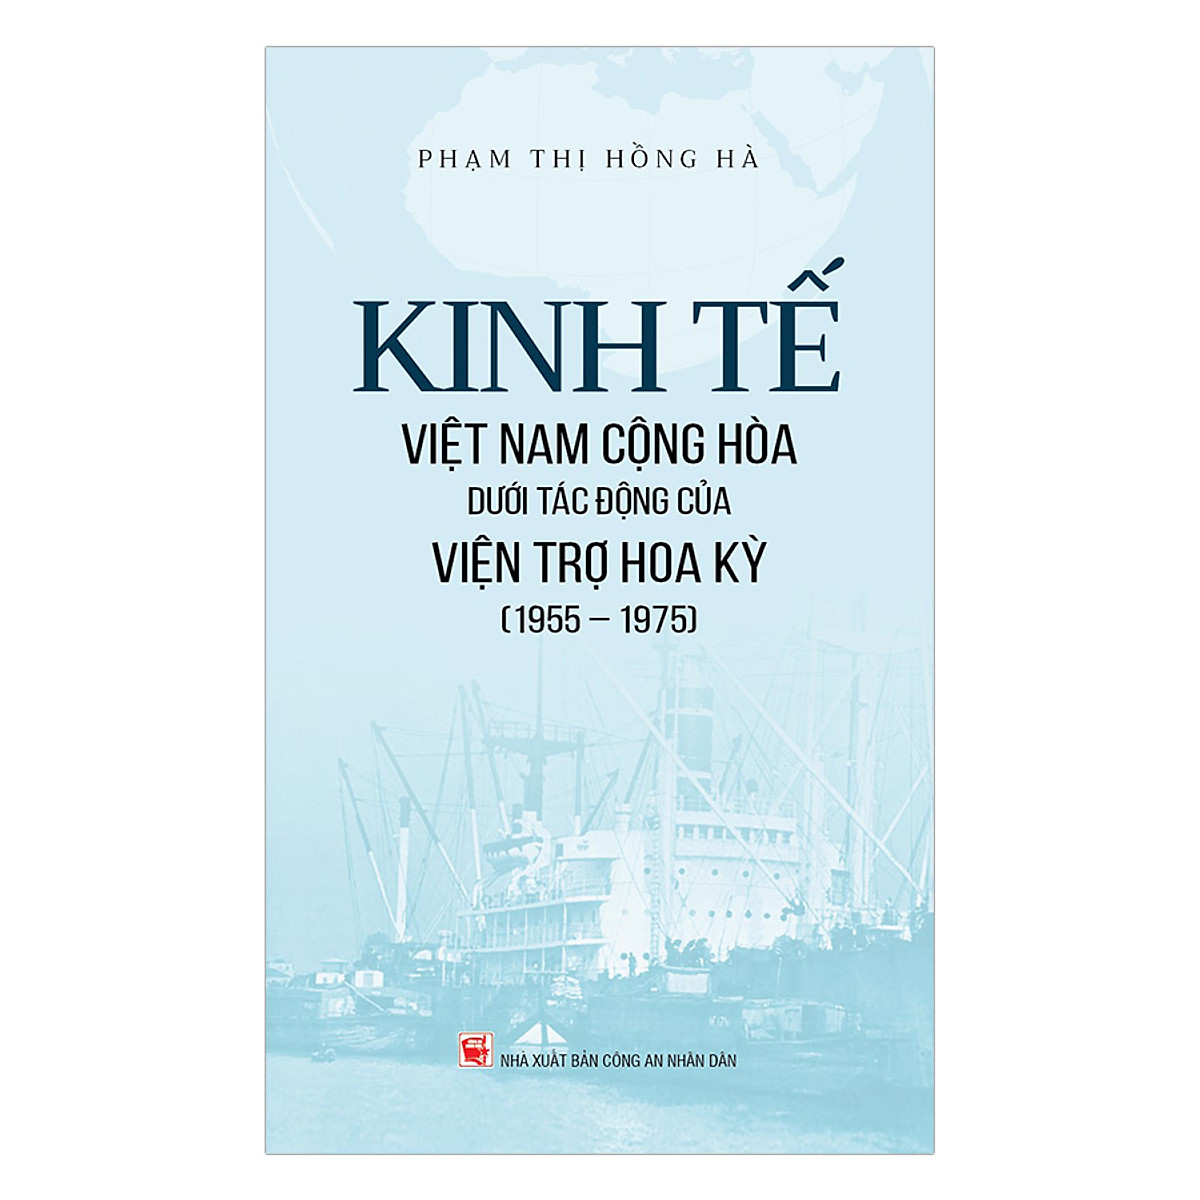 PHẠM THỊ HỒNG HÀ
KINH TẾ
VIỆT NAM CỘNG HÒA
DƯỚI TÁC ĐỘNG CỦA
VIỆN TRỢ HOA KỲ
(1955 – 1975)
NHÀ XUẤT BẢN CÔNG AN NHÂN DÂN